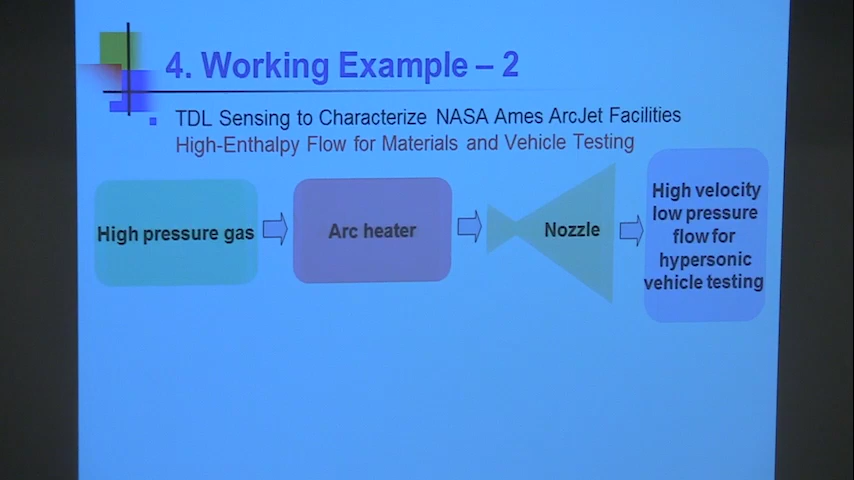 4. Working Example – 2
TDL Sensing to Characterize NASA Ames ArcJet Facilities
High-Enthalpy Flow for Materials and Vehicle Testing
High pressure gas
Arc heater
Nozzle
High velocity
low pressure
flow for
hypersonic
vehicle testing